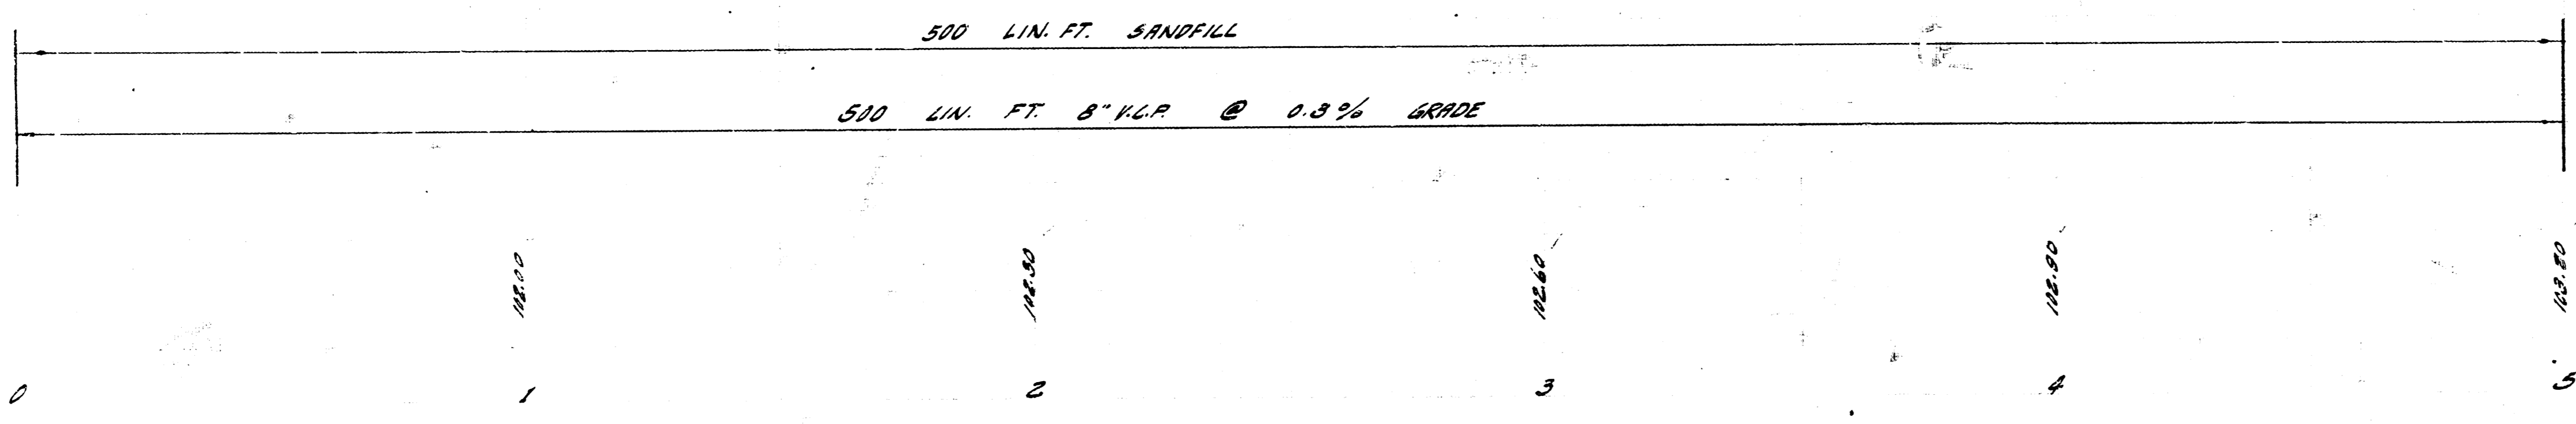 500 LIN. FT. SANDFILL
500 LIN. FT. 8" V.C.P. @ 0.3% GRADE
102.00 102.30 102.60 102.90 103.20
0 1 2 3 4 5